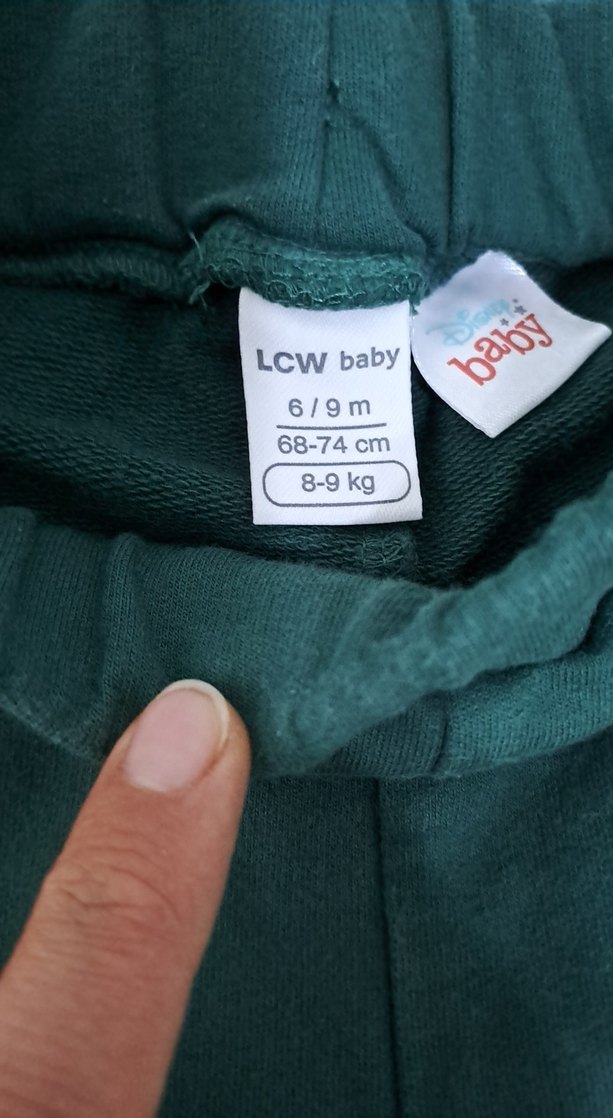 LCW baby
6 / 9 m
68-74 cm
8-9 kg
Disney
baby